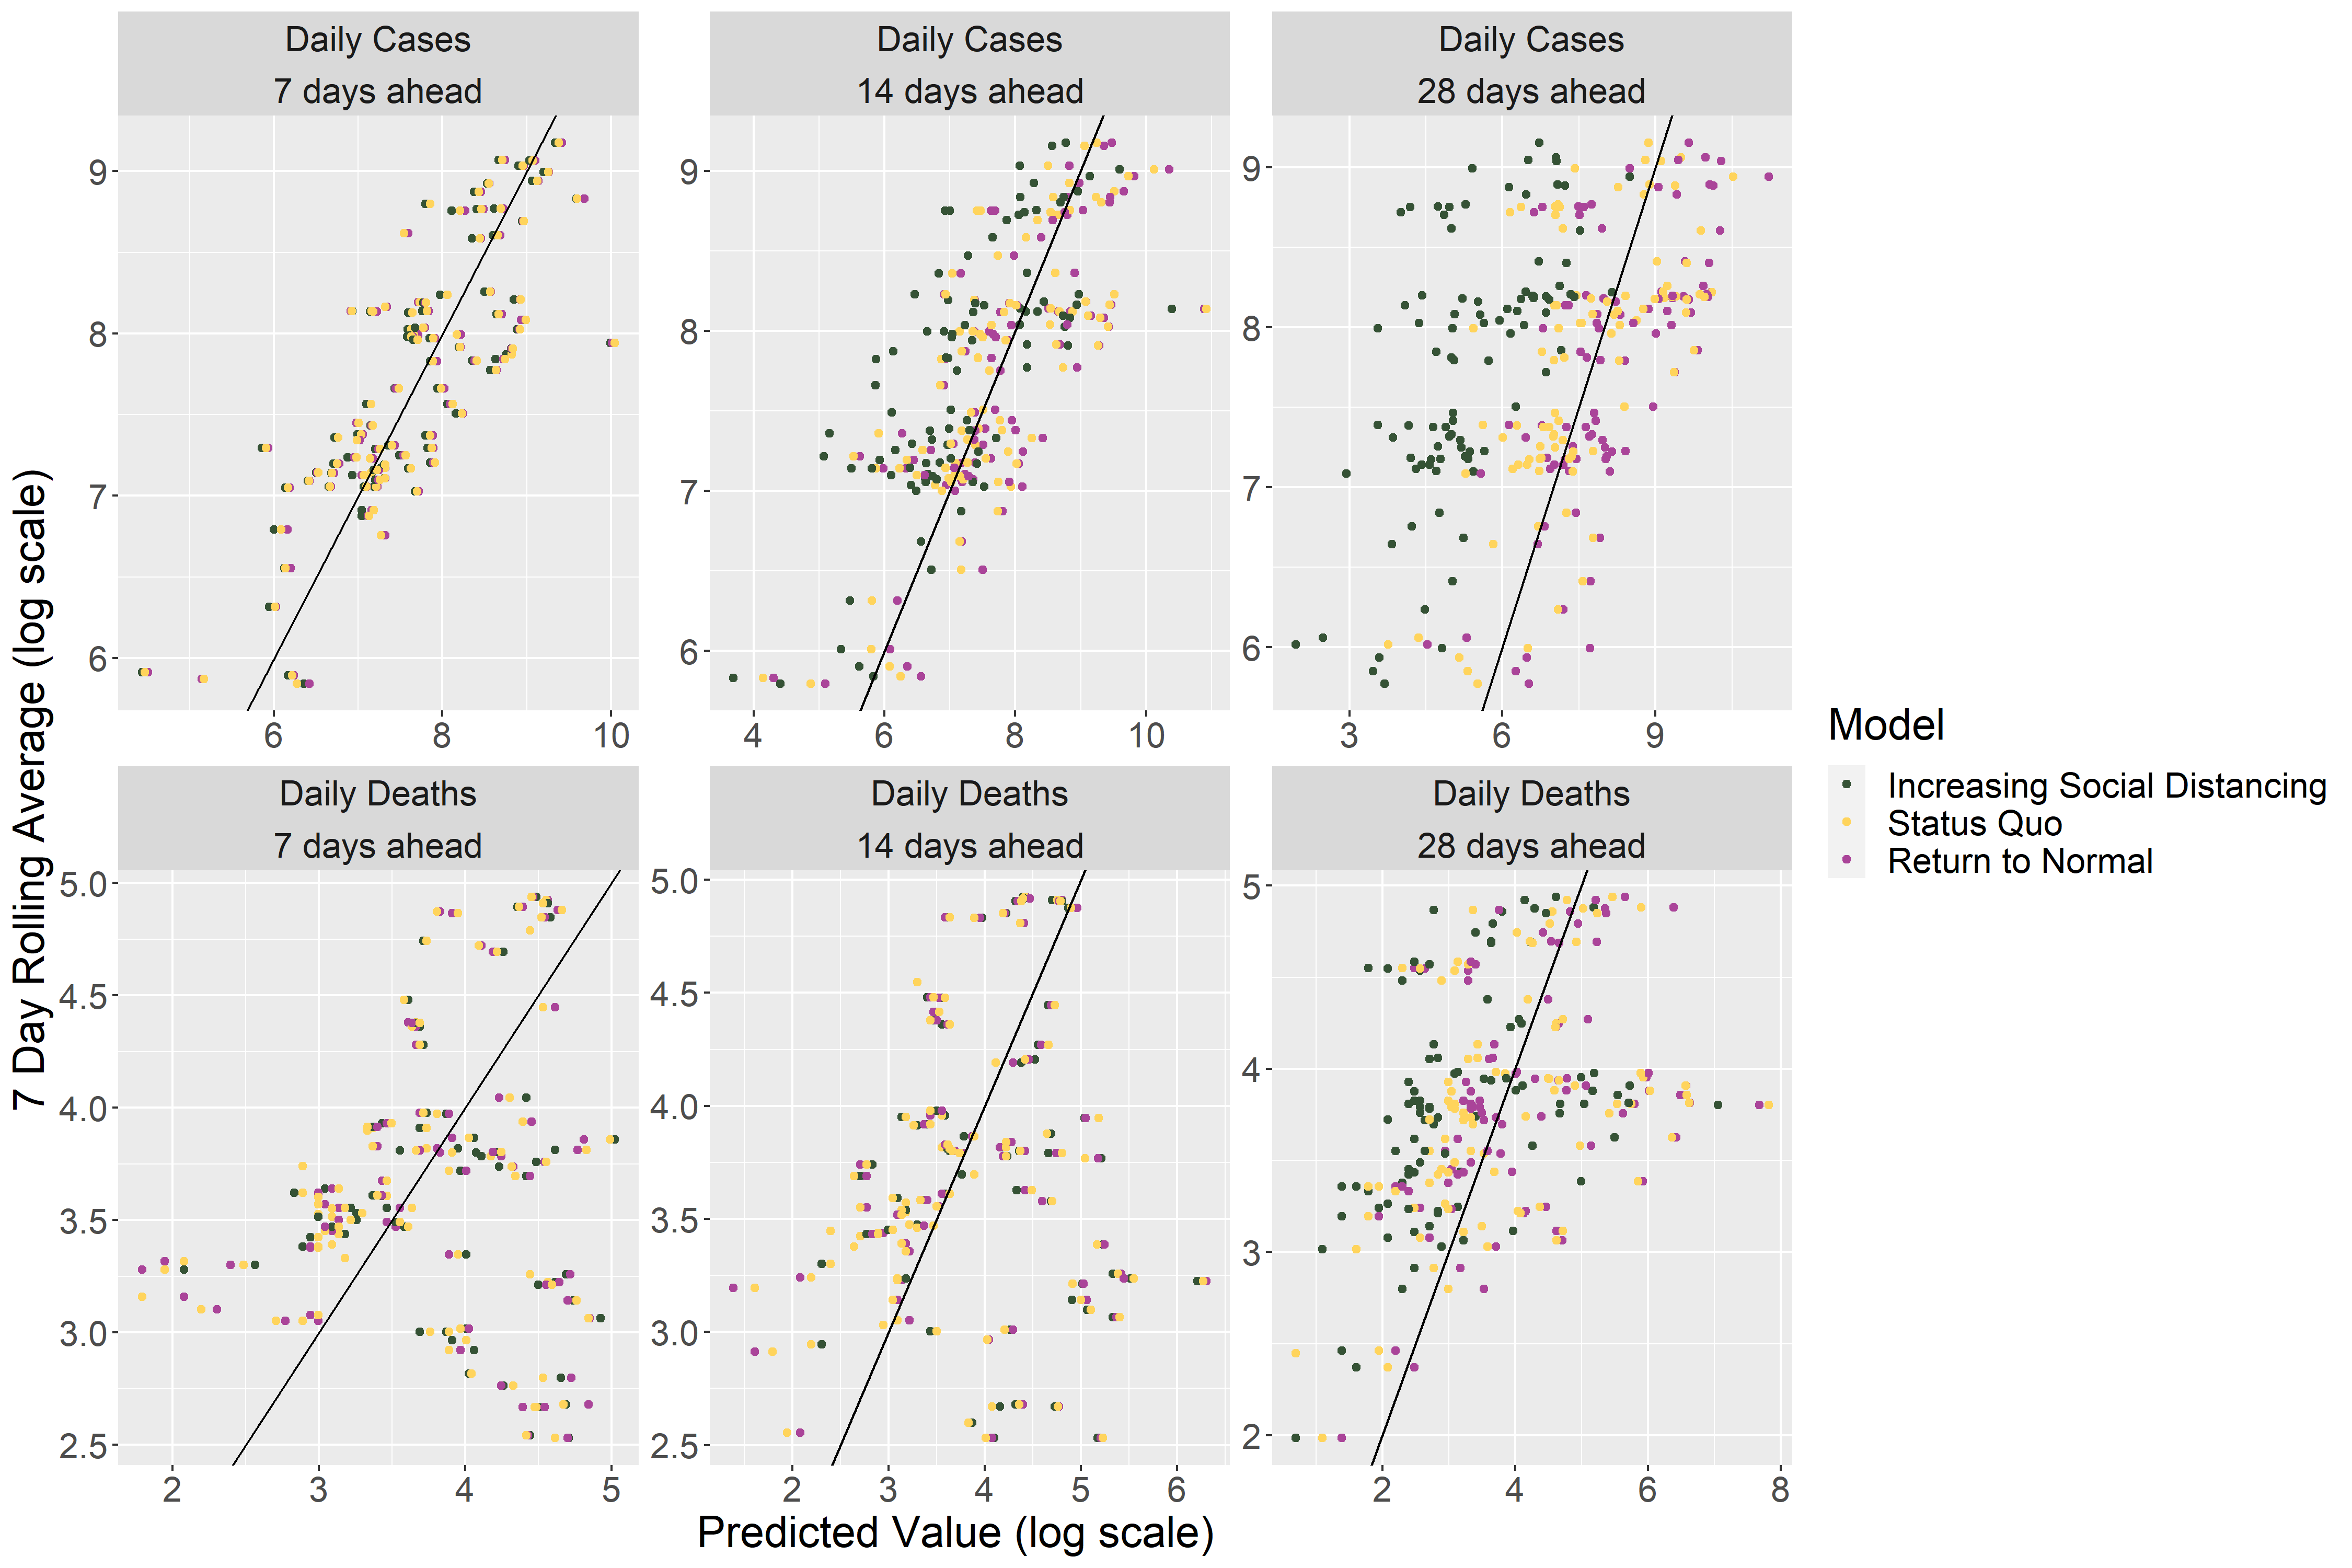 Daily Cases
7 days ahead
Daily Cases
14 days ahead
Daily Cases
28 days ahead
9
8
7
6
6
8
10
9
8
7
6
4
6
8
10
9
8
7
6
3
6
9
Daily Deaths
7 days ahead
Daily Deaths
14 days ahead
Daily Deaths
28 days ahead
5.0
4.5
4.0
3.5
3.0
2.5
2
3
4
5
5.0
4.5
4.0
3.5
3.0
2.5
2
3
4
5
6
5
4
3
2
2
4
6
8
7 Day Rolling Average (log scale)
Predicted Value (log scale)
Model
Increasing Social Distancing
Status Quo
Return to Normal